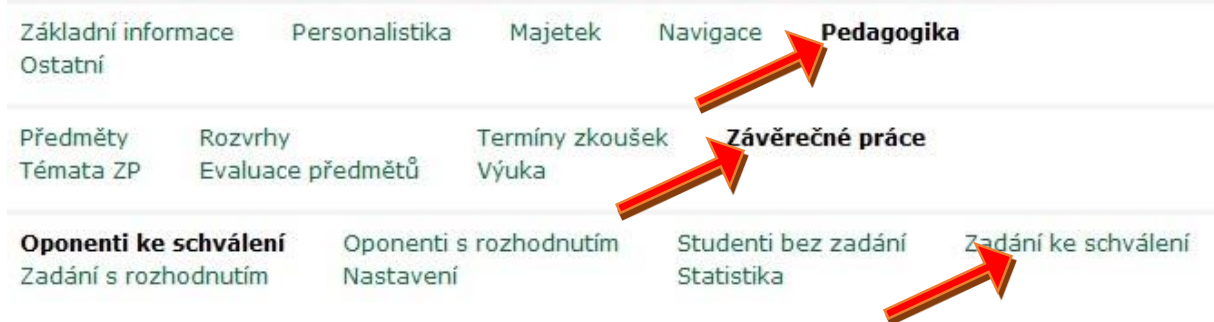 Základní informace Personalistika Majetek Navigace Pedagogika
Ostatní
Předměty Rozvrhy Termíny zkoušek Závěrečné práce
Témata ZP Evaluace předmětů Výuka
Oponenti ke schválení Oponenti s rozhodnutím Studenti bez zadání Zadání ke schválení
Zadání s rozhodnutím Nastavení Statistika